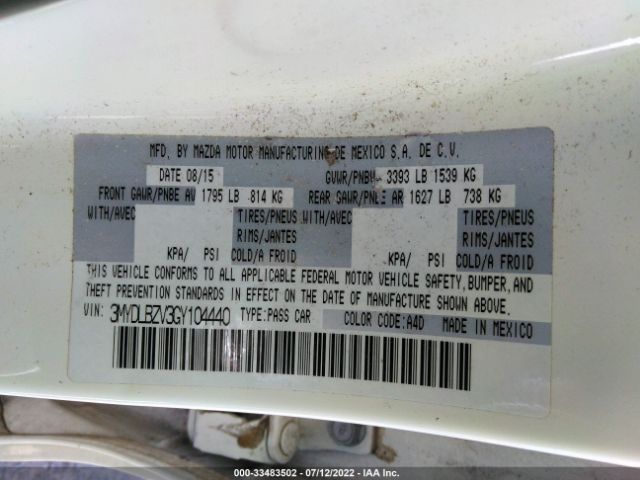 MFD. BY MAZDA MOTOR MANUFACTURING DE MEXICO S.A. DE C.V.
DATE 08/15 GVWR/PNBV 3393 LB 1539 KG
FRONT GAWR/PNBE AV 1795 LB 814 KG REAR GAWR/PNBE AR 1627 LB 738 KG
WITH/AVEC TIRES/PNEUS WITH/AVEC TIRES/PNEUS
RIMS/JANTES RIMS/JANTES
KPA/ PSI COLD/A FROID KPA/ PSI COLD/A FROID
THIS VEHICLE CONFORMS TO ALL APPLICABLE FEDERAL MOTOR VEHICLE SAFETY, BUMPER, AND
THEFT PREVENTION STANDARDS IN EFFECT ON THE DATE OF MANUFACTURE SHOWN ABOVE.
VIN: 3MYDLBZV3GY104440 TYPE:PASS CAR COLOR CODE:A4D MADE IN MEXICO
000-33483502 - 07/12/2022 - IAA Inc.